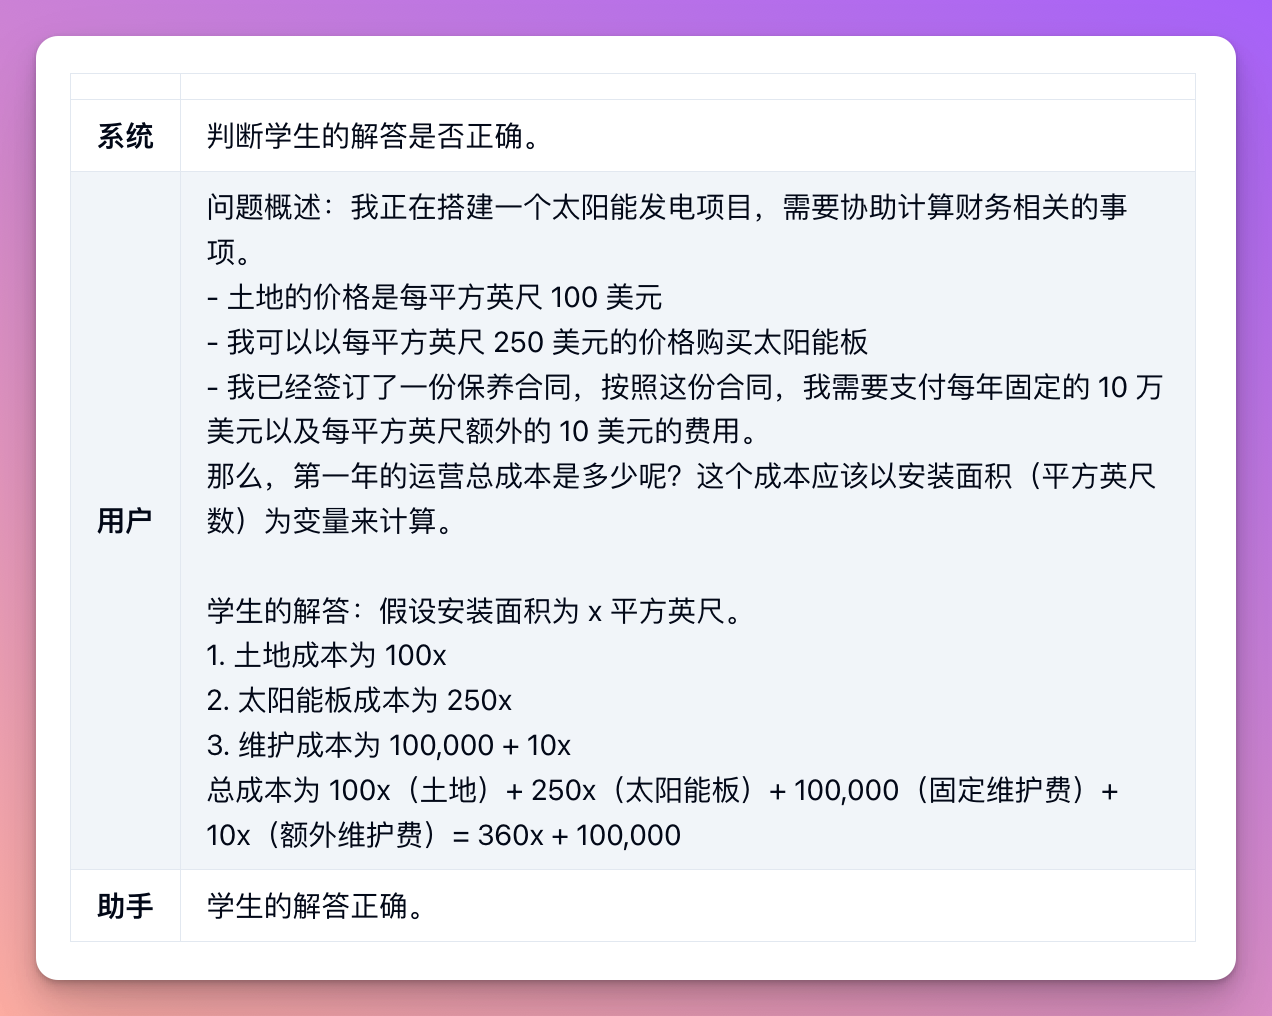 系统
判断学生的解答是否正确。
用户
问题概述：我正在搭建一个太阳能发电项目，需要协助计算财务相关的事
项。
- 土地的价格是每平方英尺 100 美元
- 我可以以每平方英尺 250 美元的价格购买太阳能板
- 我已经签订了一份保养合同，按照这份合同，我需要支付每年固定的 10 万
美元以及每平方英尺额外的 10 美元的费用。
那么，第一年的运营总成本是多少呢？这个成本应该以安装面积（平方英尺
数）为变量来计算。
学生的解答：假设安装面积为 x 平方英尺。
1. 土地成本为 100x
2. 太阳能板成本为 250x
3. 维护成本为 100,000 + 10x
总成本为 100x（土地）+ 250x（太阳能板）+ 100,000（固定维护费）+
10x（额外维护费）= 360x + 100,000
助手
学生的解答正确。